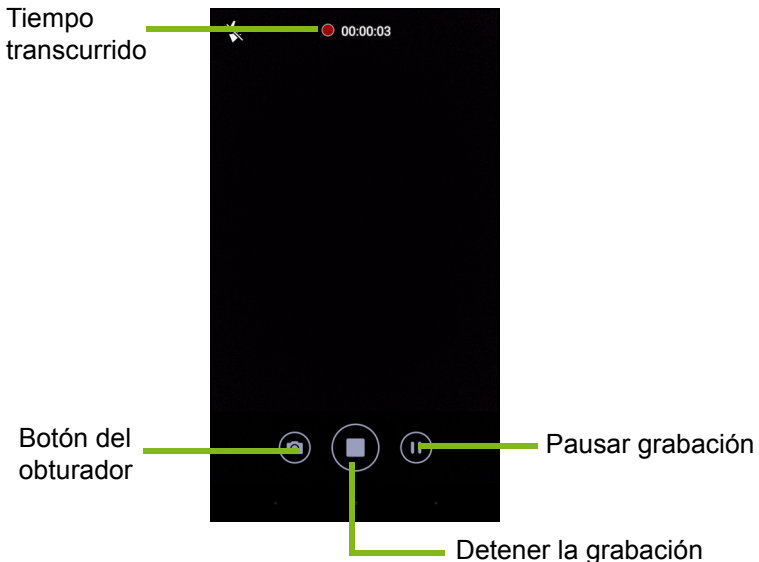 Tiempo
transcurrido
00:00:03
Botón del
obturador
Pausar grabación
Detener la grabación